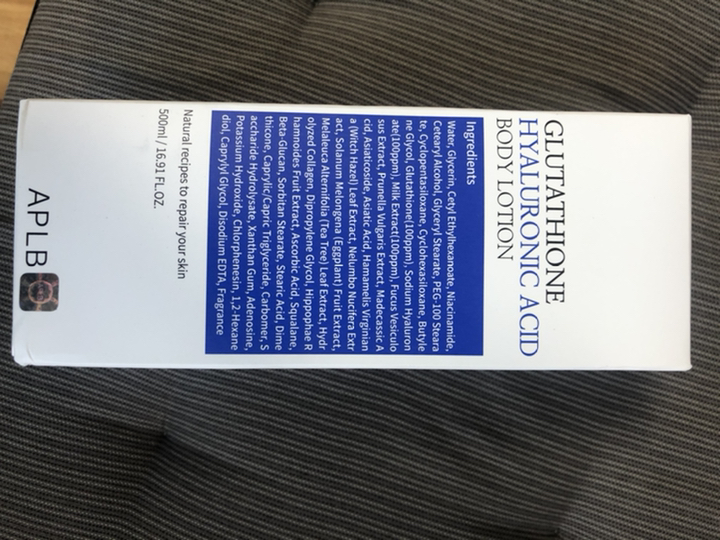 GLUTATHIONE
HYALURONIC ACID
BODY LOTION
Ingredients
Water, Glycerin, Cetyl Ethylhexanoate, Niacinamide,
Cetearyl Alcohol, Glyceryl Stearate, PEG-100 Steara
te, Cyclopentasiloxane, Cyclohexasiloxane, Butyle
ne Glycol, Glutathione(100ppm), Sodium Hyaluron
ate(100ppm), Milk Extract(100ppm), Fucus Vesiculo
sus Extract, Prunella Vulgaris Extract, Madecassic A
cid, Asiaticoside, Asiatic Acid, Hamamelis Virginian
a (Witch Hazel) Leaf Extract, Nelumbo Nucifera Extr
act, Solanum Melongena (Eggplant) Fruit Extract,
Melaleuca Alternifolia (Tea Tree) Leaf Extract, Hydr
olyzed Collagen, Dipropylene Glycol, Hippophae R
hamnoides Fruit Extract, Ascorbic Acid, Squalane,
Beta-Glucan, Sorbitan Stearate, Stearic Acid, Dime
thicone, Caprylic/Capric Triglyceride, Carbomer, S
accharide Hydrolysate, Xanthan Gum, Adenosine,
Potassium Hydroxide, Chlorphenesin, 1,2-Hexane
diol, Caprylyl Glycol, Disodium EDTA, Fragrance
Natural recipes to repair your skin
500ml / 16.91 FL.OZ.
APLB